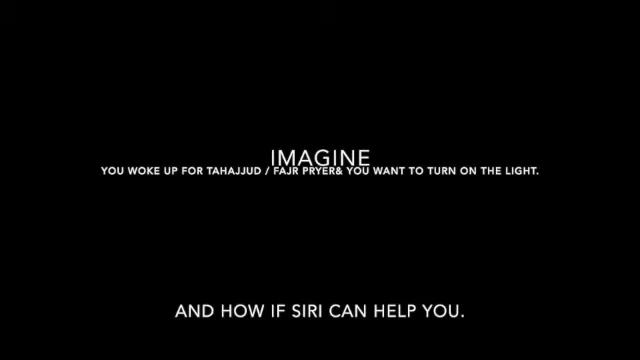 IMAGINE
YOU WOKE UP FOR TAHAJJUD / FAJR PRYER& YOU WANT TO TURN ON THE LIGHT.
AND HOW IF SIRI CAN HELP YOU.